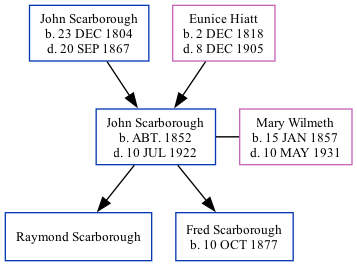 John Scarborough
b. 23 DEC 1804
d. 20 SEP 1867
Eunice Hiatt
b. 2 DEC 1818
d. 8 DEC 1905
John Scarborough
b. ABT. 1852
d. 10 JUL 1922
Mary Wilmeth
b. 15 JAN 1857
d. 10 MAY 1931
Raymond Scarborough
Fred Scarborough
b. 10 OCT 1877